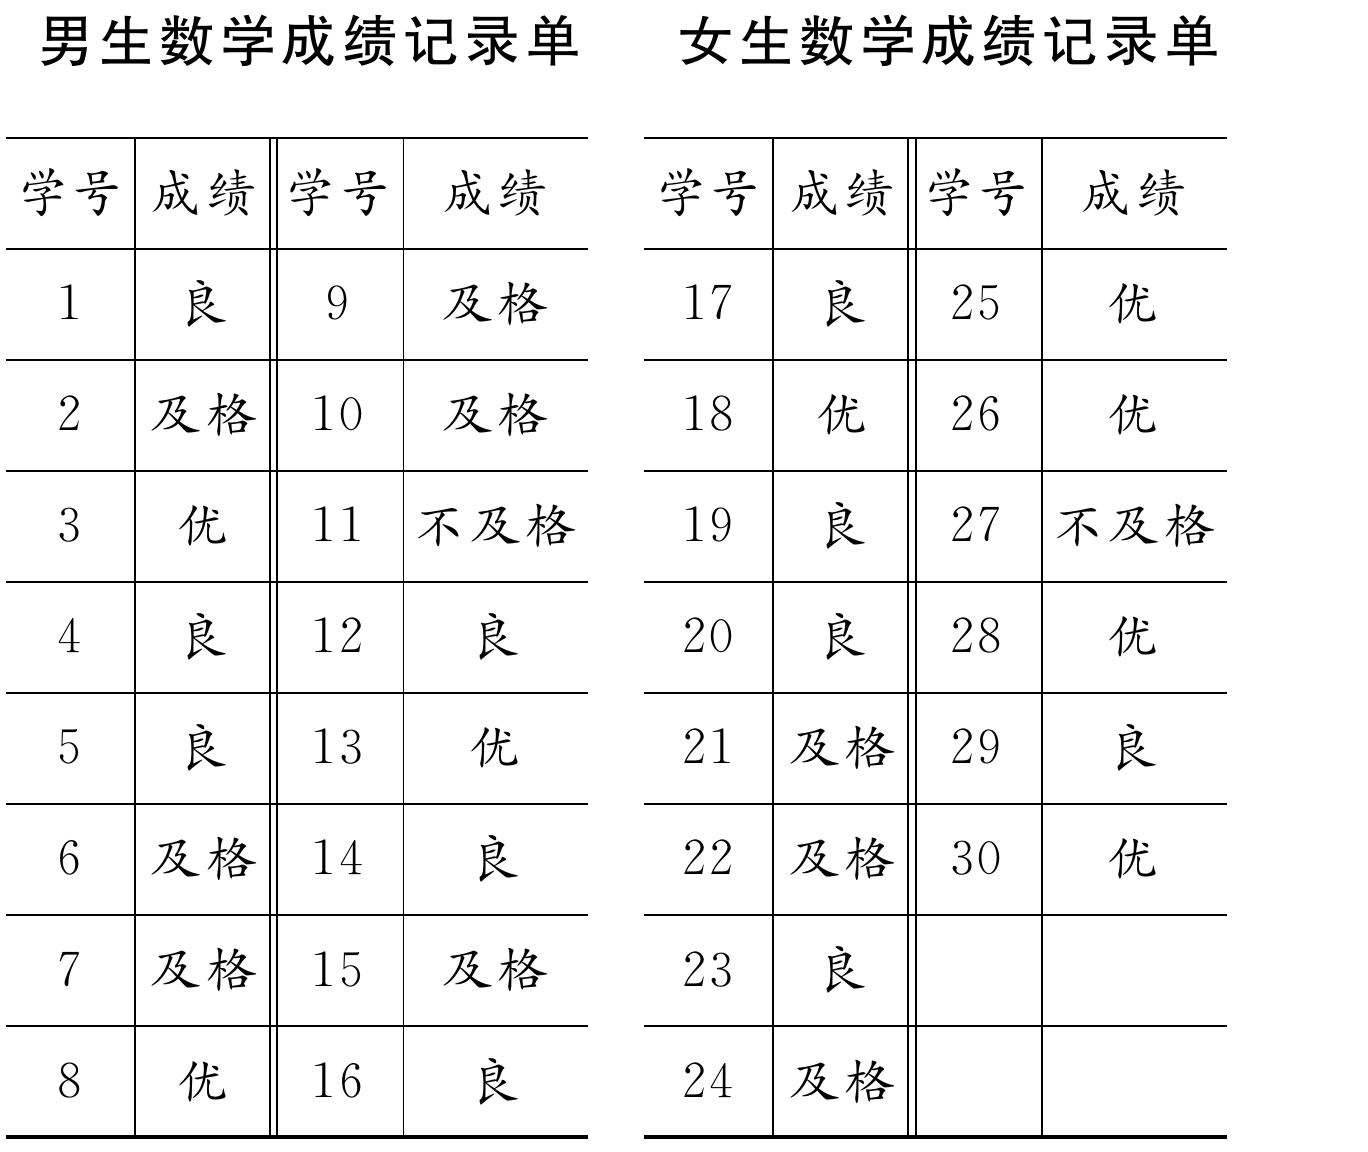 男生数学成绩记录单
学号 成绩 学号 成绩
1 良 9 及格
2 及格 10 及格
3 优 11 不及格
4 良 12 良
5 良 13 优
6 及格 14 良
7 及格 15 及格
8 优 16 良
女生数学成绩记录单
学号 成绩 学号 成绩
17 良 25 优
18 优 26 优
19 良 27 不及格
20 良 28 优
21 及格 29 良
22 及格 30 优
23 良
24 及格